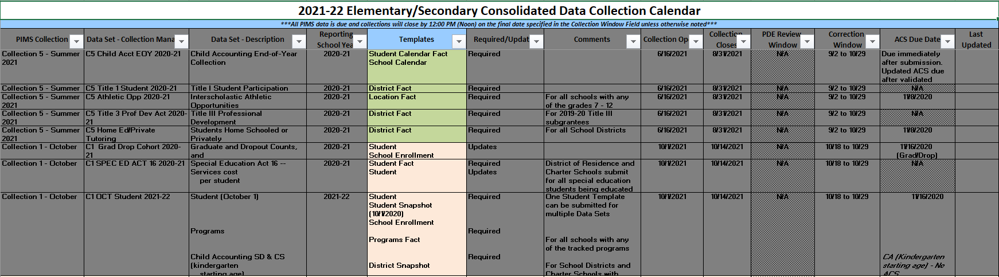 2021-22 Elementary/Secondary Consolidated Data Collection Calendar
***All PIMS data is due and collections will close by 12:00 PM (Noon) on the final date specified in the Collection Window Field unless otherwise noted***
PIMS Collection Data Set - Collection Mana Data Set - Description Reporting School Yea Templates Required/Updat Comments Collection Op Collection Closes PDE Review Window Correction Window ACS Due Date Last Updated
Collection 5 - Summer 2021 C5 Child Acct EOY 2020-21 Child Accounting End-of-Year Collection 2020-21 Student Calendar Fact School Calendar Required 6/16/2021 8/31/2021 N/A 9/2 to 10/29 Due immediately after submission. Updated ACS due after validated
Collection 5 - Summer 2021 C5 Title 1 Student 2020-21 Title I Student Participation 2020-21 District Fact Required 6/16/2021 8/31/2021 N/A 9/2 to 10/29 N/A
Collection 5 - Summer 2021 C5 Athletic Opp 2020-21 Interscholastic Athletic Opportunities 2020-21 Location Fact Required For all schools with any of the grades 7 - 12 6/16/2021 8/31/2021 N/A 9/2 to 10/29 11/8/2020
Collection 5 - Summer 2021 C5 Title 3 Prof Dev Act 2020-21 Title III Professional Development 2020-21 District Fact Required For 2019-20 Title III subgrantees 6/16/2021 8/31/2021 N/A 9/2 to 10/29 N/A
Collection 5 - Summer 2021 C5 Home Ed/Private Tutoring Students Home Schooled or Privately 2020-21 District Fact Required For all School Districts 6/16/2021 8/31/2021 N/A 9/2 to 10/29 11/8/2020
Collection 1 - October C1 Grad Drop Cohort 2020-21 Graduate and Dropout Counts, and 2020-21 Student School Enrollment Updates 10/1/2021 10/14/2021 N/A 10/18 to 10/29 11/16/2020 (Grad/Drop)
Collection 1 - October C1 SPEC ED ACT 16 2020-21 Special Education Act 16 -- Services cost per student 2020-21 Student Fact Student Required Updates District of Residence and Charter Schools submit for all special education students being educated 10/1/2021 10/14/2021 N/A 10/18 to 10/29 N/A
Collection 1 - October C1 OCT Student 2021-22 Student (October 1) 2021-22 Student Required One Student Template 10/1/2021 10/14/2021 N/A 10/18 to 10/29 11/16/2020
Student Snapshot can be submitted for
(10/1/2020) multiple Data Sets
School Enrollment
Programs Required
Programs Fact For all schools with any
of the tracked programs
Child Accounting SD & CS Required CA (Kindergarten
(kindergarten District Snapshot For School Districts and starting age) - No
starting age) Charter Schools with ACS